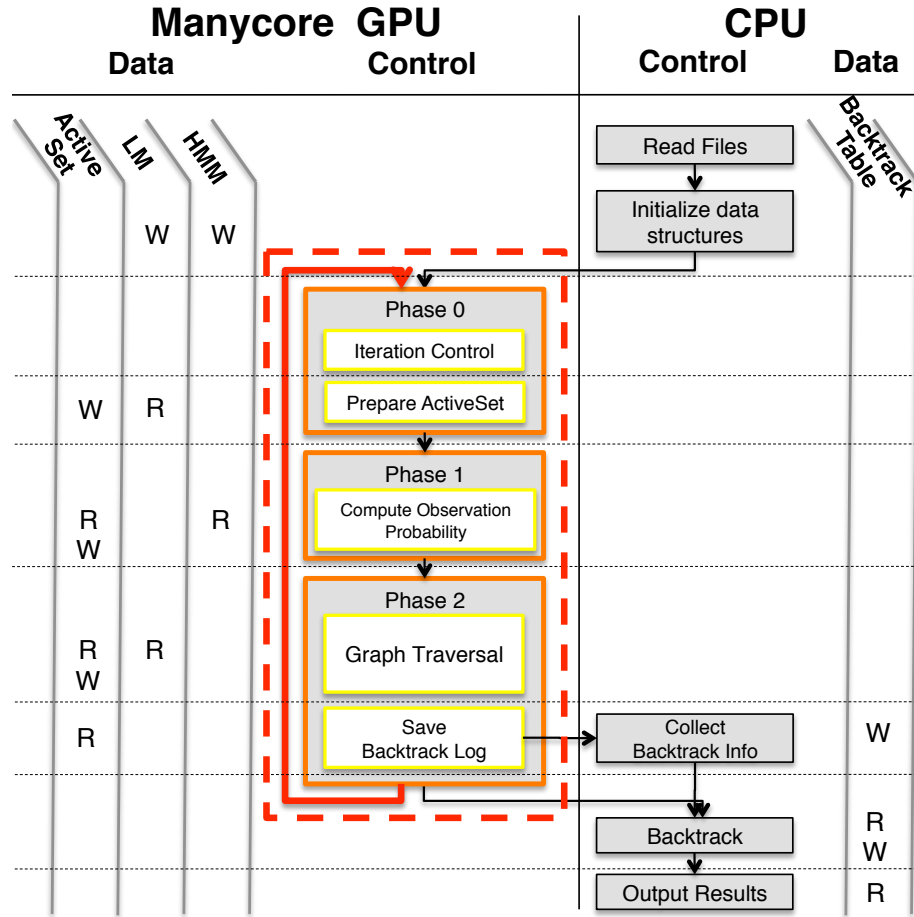 Manycore GPU
CPU
Data
Control
Control
Data
Active
Set
LM
HMM
Backtrack
Table
Read Files
Initialize data
structures
W
W
Phase 0
Iteration Control
Prepare ActiveSet
W
R
Phase 1
Compute Observation
Probability
R
W
R
Phase 2
Graph Traversal
R
W
R
Save
Backtrack Log
R
Collect
Backtrack Info
W
Backtrack
R
W
Output Results
R